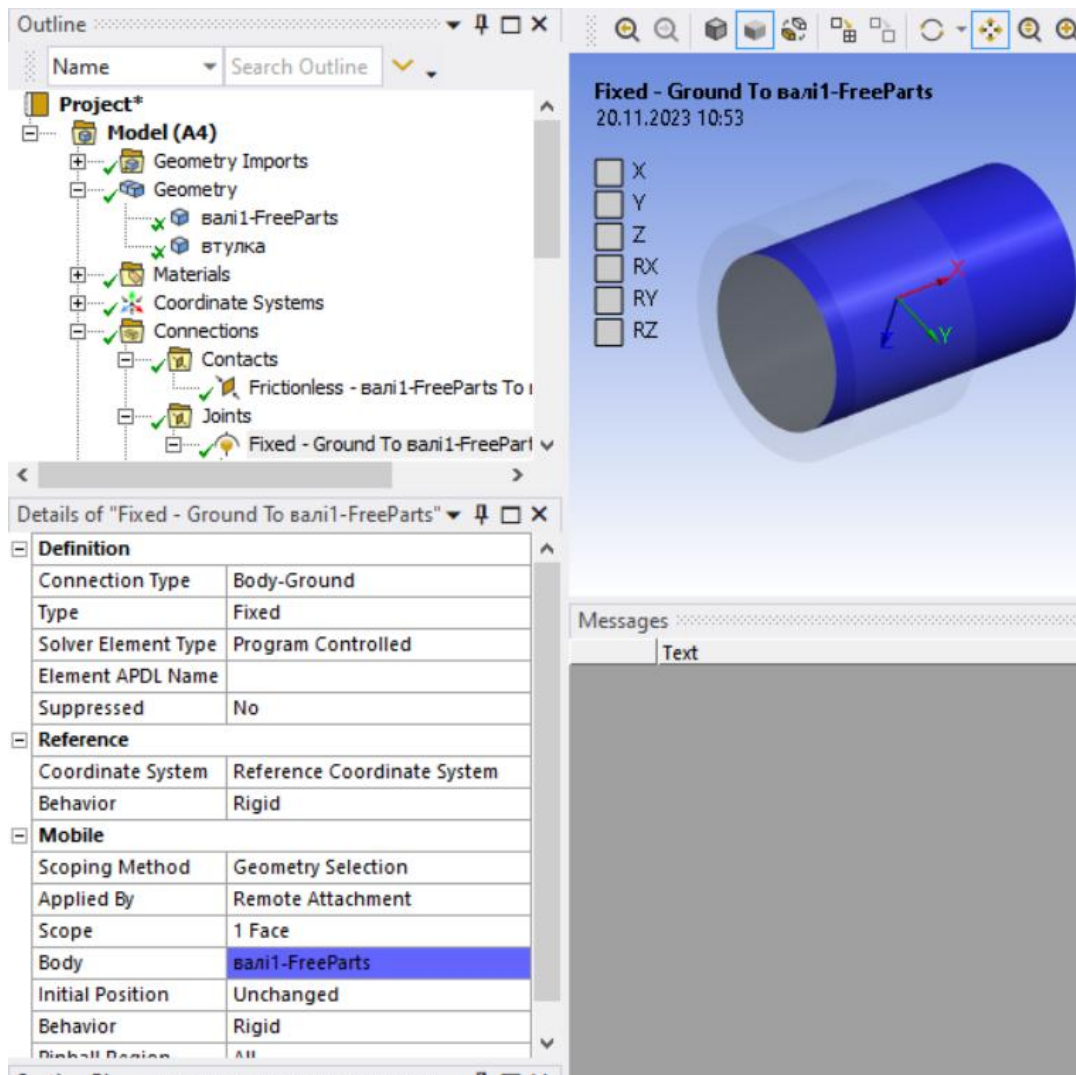 Outline
Name Search Outline
Project*
Model (A4)
Geometry Imports
Geometry
валі1-FreeParts
втулка
Materials
Coordinate Systems
Connections
Contacts
Frictionless - валі1-FreeParts To
Joints
Fixed - Ground To валі1-FreePart
Details of "Fixed - Ground To валі1-FreeParts"
Definition
Connection Type Body-Ground
Type Fixed
Solver Element Type Program Controlled
Element APDL Name
Suppressed No
Reference
Coordinate System Reference Coordinate System
Behavior Rigid
Mobile
Scoping Method Geometry Selection
Applied By Remote Attachment
Scope 1 Face
Body валі1-FreeParts
Initial Position Unchanged
Behavior Rigid
Pinball Region All
Fixed - Ground To валі1-FreeParts
20.11.2023 10:53
X
Y
Z
RX
RY
RZ
X
Y
Z
Messages
Text